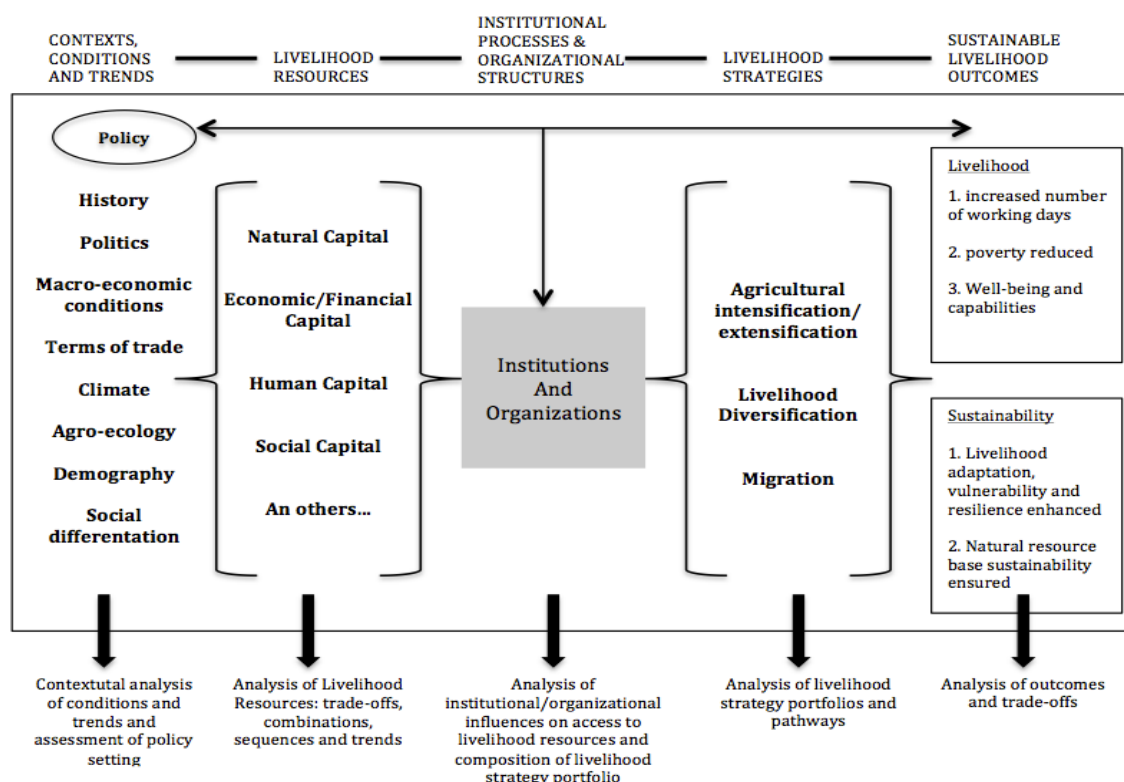 CONTEXTS,
CONDITIONS
AND TRENDS
LIVELIHOOD
RESOURCES
INSTITUTIONAL
PROCESSES &
ORGANIZATIONAL
STRUCTURES
LIVELIHOOD
STRATEGIES
SUSTAINABLE
LIVELIHOOD
OUTCOMES
Policy
History
Politics
Macro-economic
conditions
Terms of trade
Climate
Agro-ecology
Demography
Social
differentation
Natural Capital
Economic/Financial
Capital
Human Capital
Social Capital
An others...
Institutions
And
Organizations
Agricultural
intensification/
extensification
Livelihood
Diversification
Migration
Livelihood
1. increased number
of working days
2. poverty reduced
3. Well-being and
capabilities
Sustainability
1. Livelihood
adaptation,
vulnerability and
resilience enhanced
2. Natural resource
base sustainability
ensured
Contextutal analysis
of conditions and
trends and
assessment of policy
setting
Analysis of Livelihood
Resources: trade-offs,
combinations,
sequences and trends
Analysis of
institutional/organizational
influences on access to
livelihood resources and
composition of livelihood
strategy portfolio
Analysis of livelihood
strategy portfolios and
pathways
Analysis of outcomes
and trade-offs